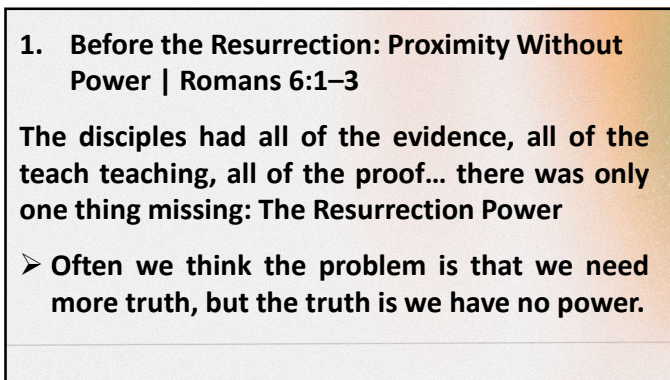 1. Before the Resurrection: Proximity Without
Power | Romans 6:1–3
The disciples had all of the evidence, all of the
teach teaching, all of the proof… there was only
one thing missing: The Resurrection Power
➢ Often we think the problem is that we need
more truth, but the truth is we have no power.